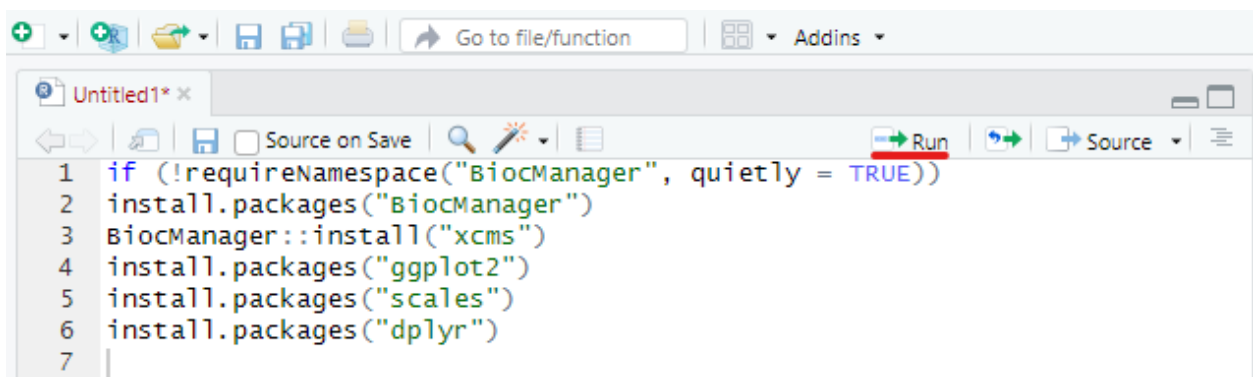 Go to file/function Addins
Untitled1*
Source on Save Run Source
1 if (!requireNamespace("BiocManager", quietly = TRUE))
2 install.packages("BiocManager")
3 BiocManager::install("xcms")
4 install.packages("ggplot2")
5 install.packages("scales")
6 install.packages("dplyr")
7